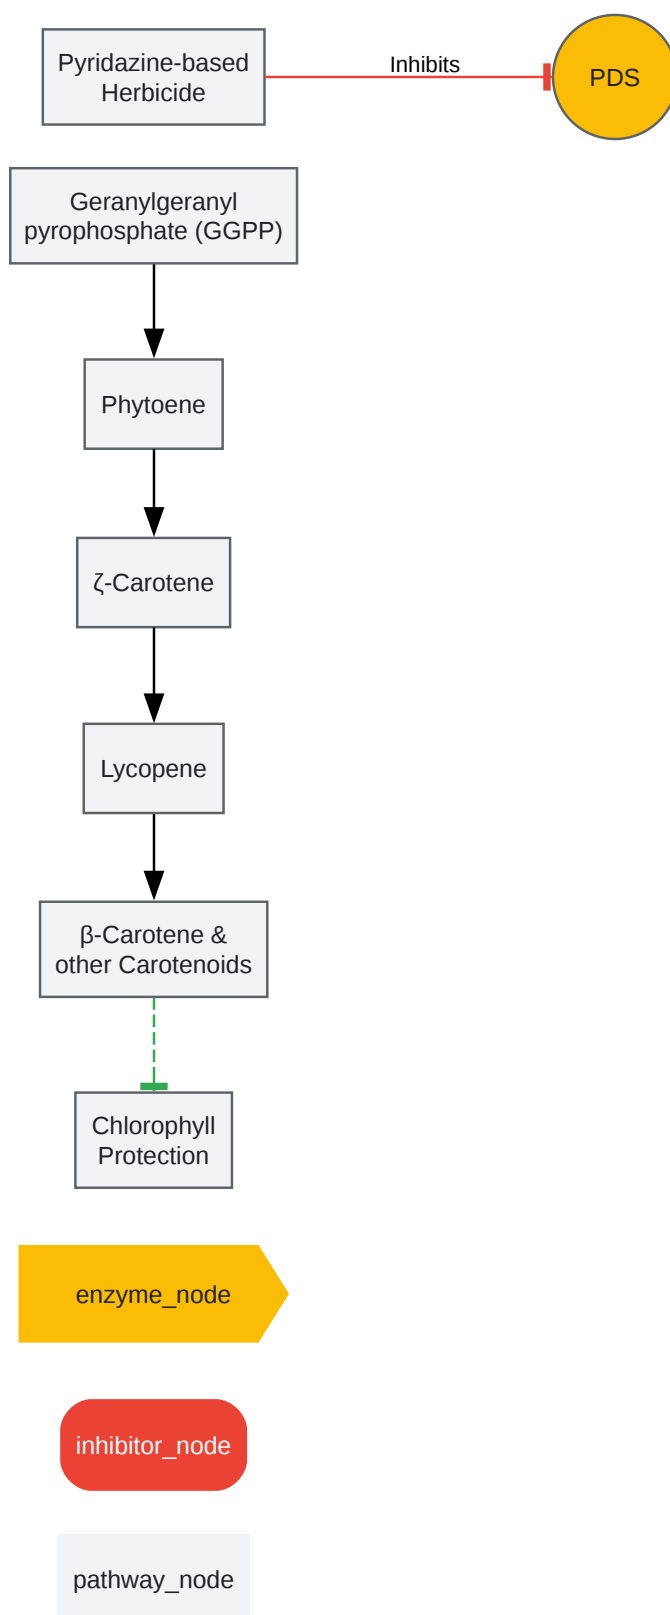 Pyridazine-based
Herbicide
Inhibits
PDS
Geranylgeranyl
pyrophosphate (GGPP)
Phytoene
ζ-Carotene
Lycopene
β-Carotene &
other Carotenoids
Chlorophyll
Protection
enzyme_node
inhibitor_node
pathway_node